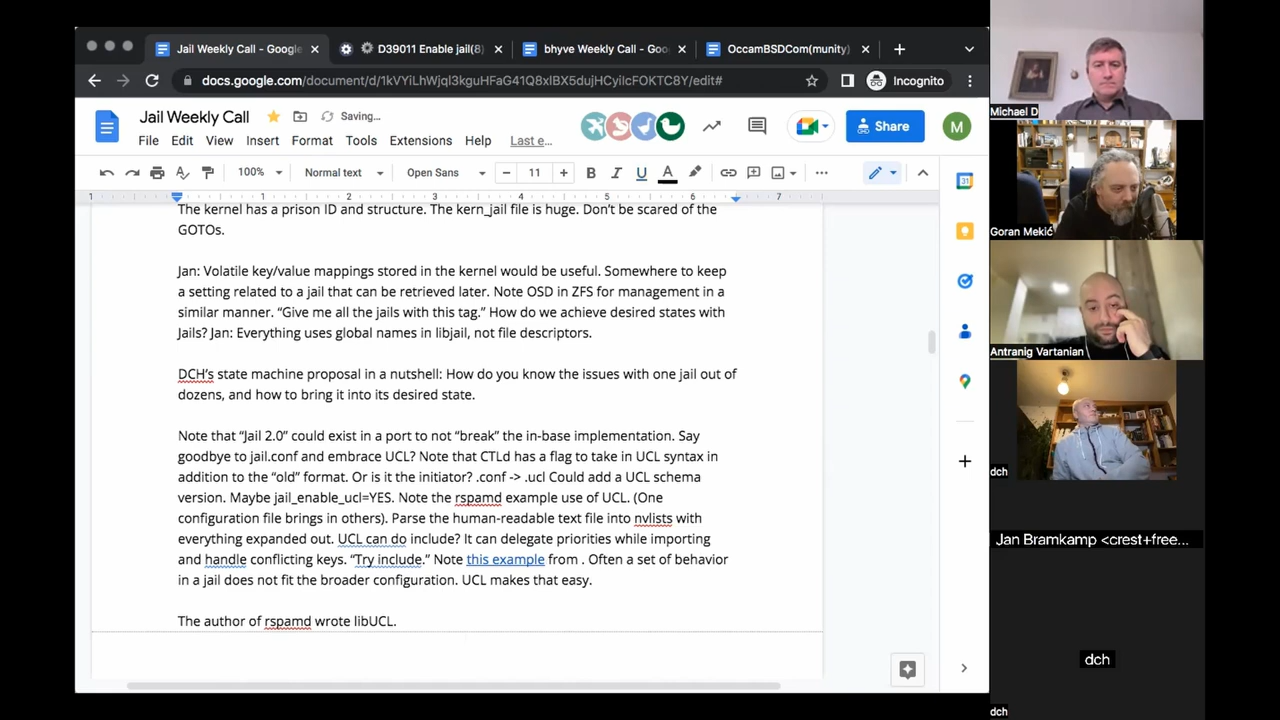 Jail Weekly Call - Google
D39011 Enable jail(8)
bhyve Weekly Call - Goo
OccamBSDCom(munity)
docs.google.com/document/d/1kVYiLhWjqI3kguHFaG41Q8xIBX5dujHCyiIcFOKTC8Y/edit#
Incognito
Jail Weekly Call
Saving...
File Edit View Insert Format Tools Extensions Help Last e...
Share
M
100% Normal text Open Sans 11 B I U A
1 1 2 3 4 5 6 7
31
The kernel has a prison ID and structure. The kern_jail file is huge. Don't be scared of the
GOTOs.
Jan: Volatile key/value mappings stored in the kernel would be useful. Somewhere to keep
a setting related to a jail that can be retrieved later. Note OSD in ZFS for management in a
similar manner. “Give me all the jails with this tag.” How do we achieve desired states with
Jails? Jan: Everything uses global names in libjail, not file descriptors.
DCH's state machine proposal in a nutshell: How do you know the issues with one jail out of
dozens, and how to bring it into its desired state.
Note that “Jail 2.0” could exist in a port to not “break” the in-base implementation. Say
goodbye to jail.conf and embrace UCL? Note that CTLd has a flag to take in UCL syntax in
addition to the “old” format. Or is it the initiator? .conf -> .ucl Could add a UCL schema
version. Maybe jail_enable_ucl=YES. Note the rspamd example use of UCL. (One
configuration file brings in others). Parse the human-readable text file into nvlists with
everything expanded out. UCL can do include? It can delegate priorities while importing
and handle conflicting keys. “Try include.” Note this example from . Often a set of behavior
in a jail does not fit the broader configuration. UCL makes that easy.
The author of rspamd wrote libUCL.
Michael D
Goran Mekić
Antranig Vartanian
dch
Jan Bramkamp <crest+free...
dch
dch